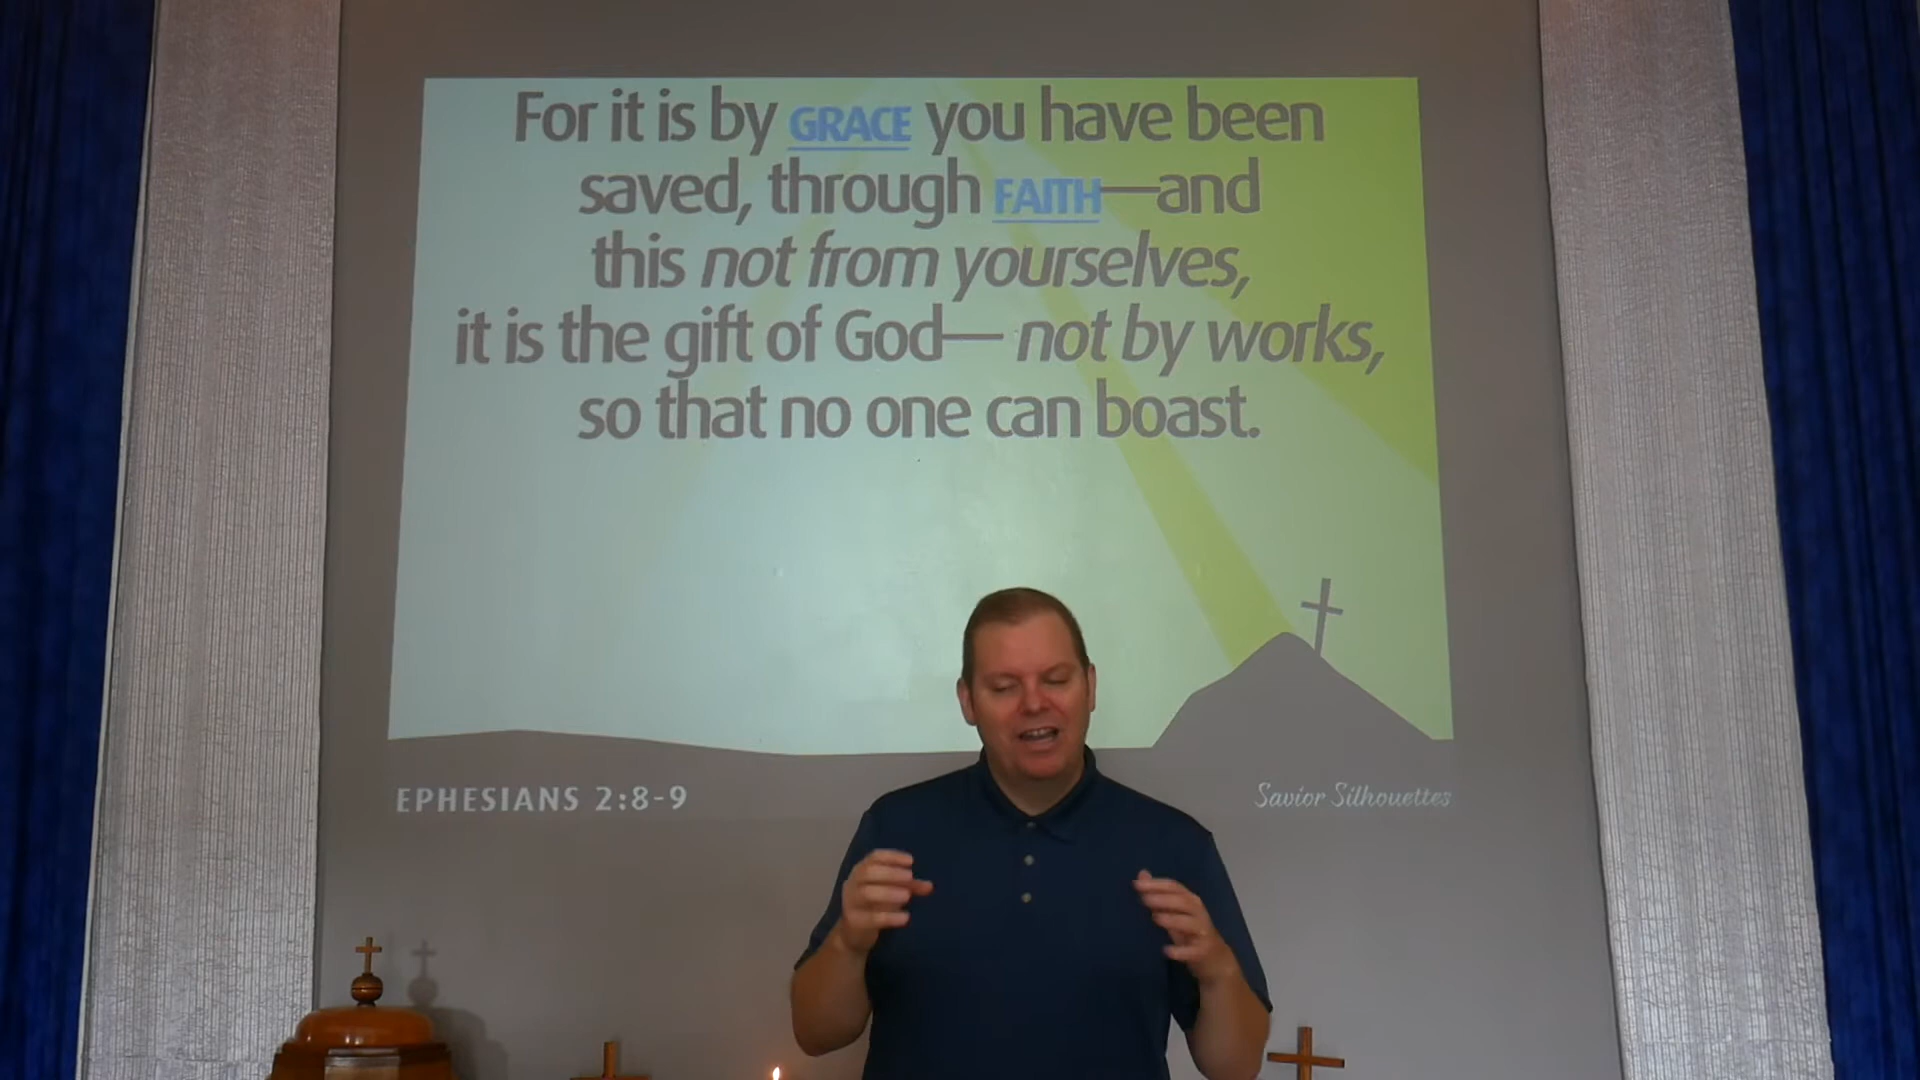 For it is by GRACE you have been
saved, through FAITH—and
this not from yourselves,
it is the gift of God— not by works,
so that no one can boast.
EPHESIANS 2:8-9
Savior Silhouettes